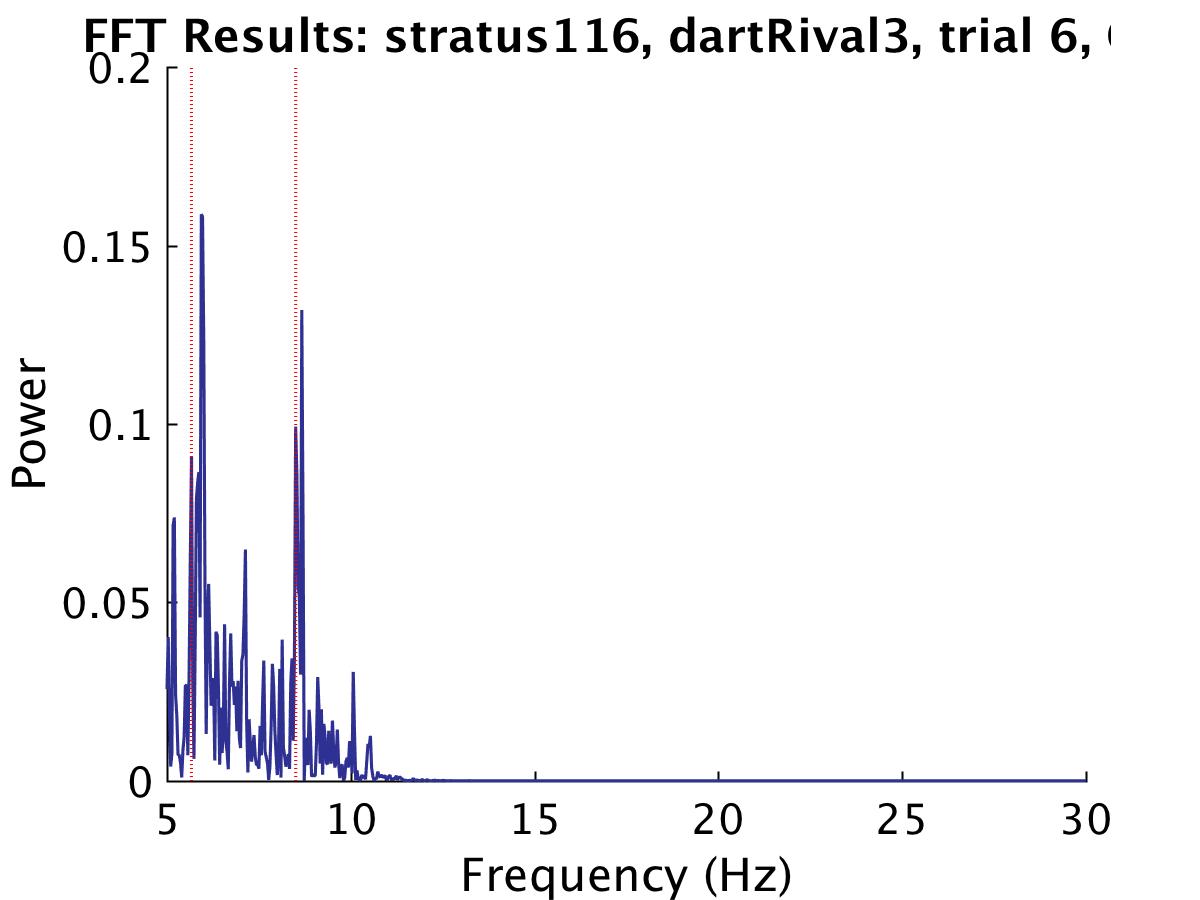 FFT Results: stratus116, dartRival3, trial 6,
0.2
0.15
0.1
0.05
0
Power
5 10 15 20 25 30
Frequency (Hz)